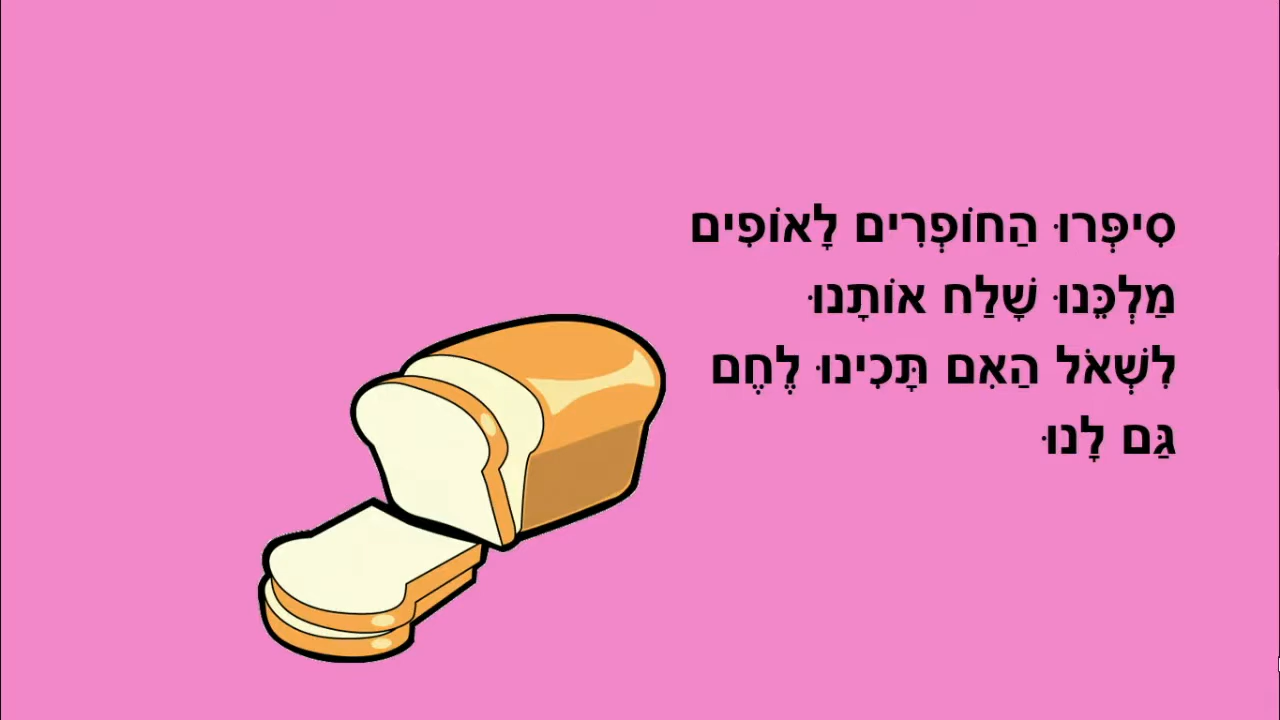 סִיפְּרוּ הַחוֹפְרִים לָאוֹפִים
מַלְכֵּנוּ שָׁלַח אוֹתָנוּ
לִשְׁאֹל הַאִם תָּכִינוּ לֶחֶם
גַּם לָנוּ